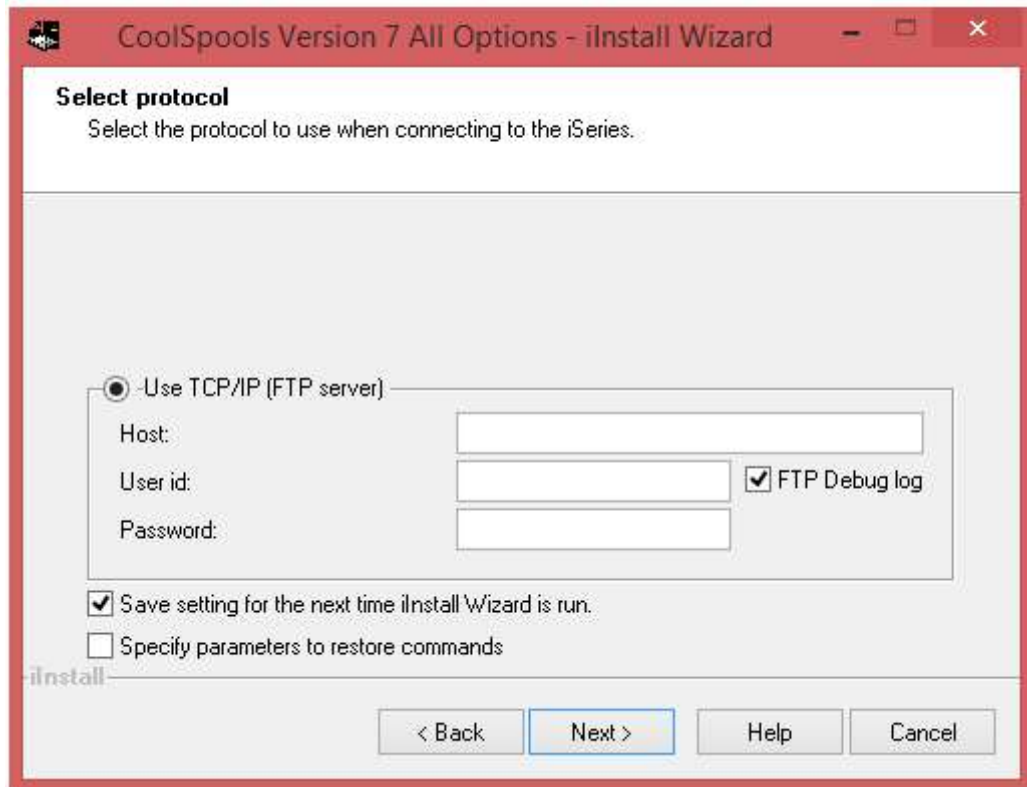 CoolSpools Version 7 All Options - iInstall Wizard
Select protocol
Select the protocol to use when connecting to the iSeries.
Use TCP/IP (FTP server)
Host:
User id:
FTP Debug log
Password:
Save setting for the next time iInstall Wizard is run.
Specify parameters to restore commands
iInstall
< Back Next > Help Cancel